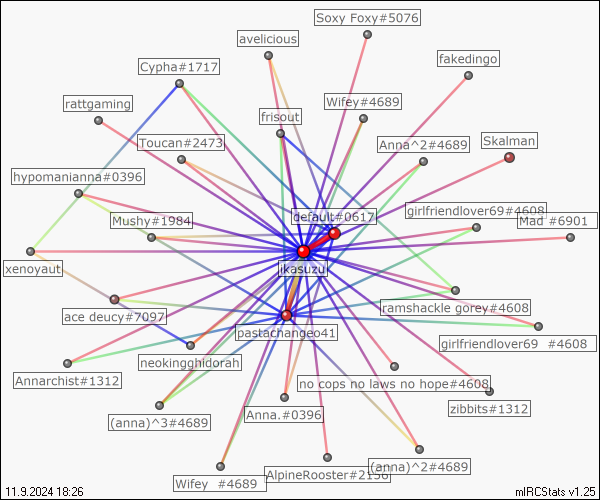 Soxy Foxy#5076
avelicious
fakedingo
Cypha#1717
rattgaming
Wifey#4689
frisout
Toucan#2473
Anna^2#4689
Skalman
hypomanianna#0396
Mushy#1984
default#0617
girlfriendlover69#4608
Mad #6901
xenoyaut
ikasuzu
ace deucy#7097
ramshackle gorey#4608
pastachangeo41
girlfriendlover69 #4608
neokingghidorah
Annarchist#1312
no cops no laws no hope#4608
(anna)^3#4689
Anna.#0396
zibbits#1312
Wifey #4689
AlpineRooster#2156
(anna)^2#4689
11.9.2024 18:26
mIRCStats v1.25